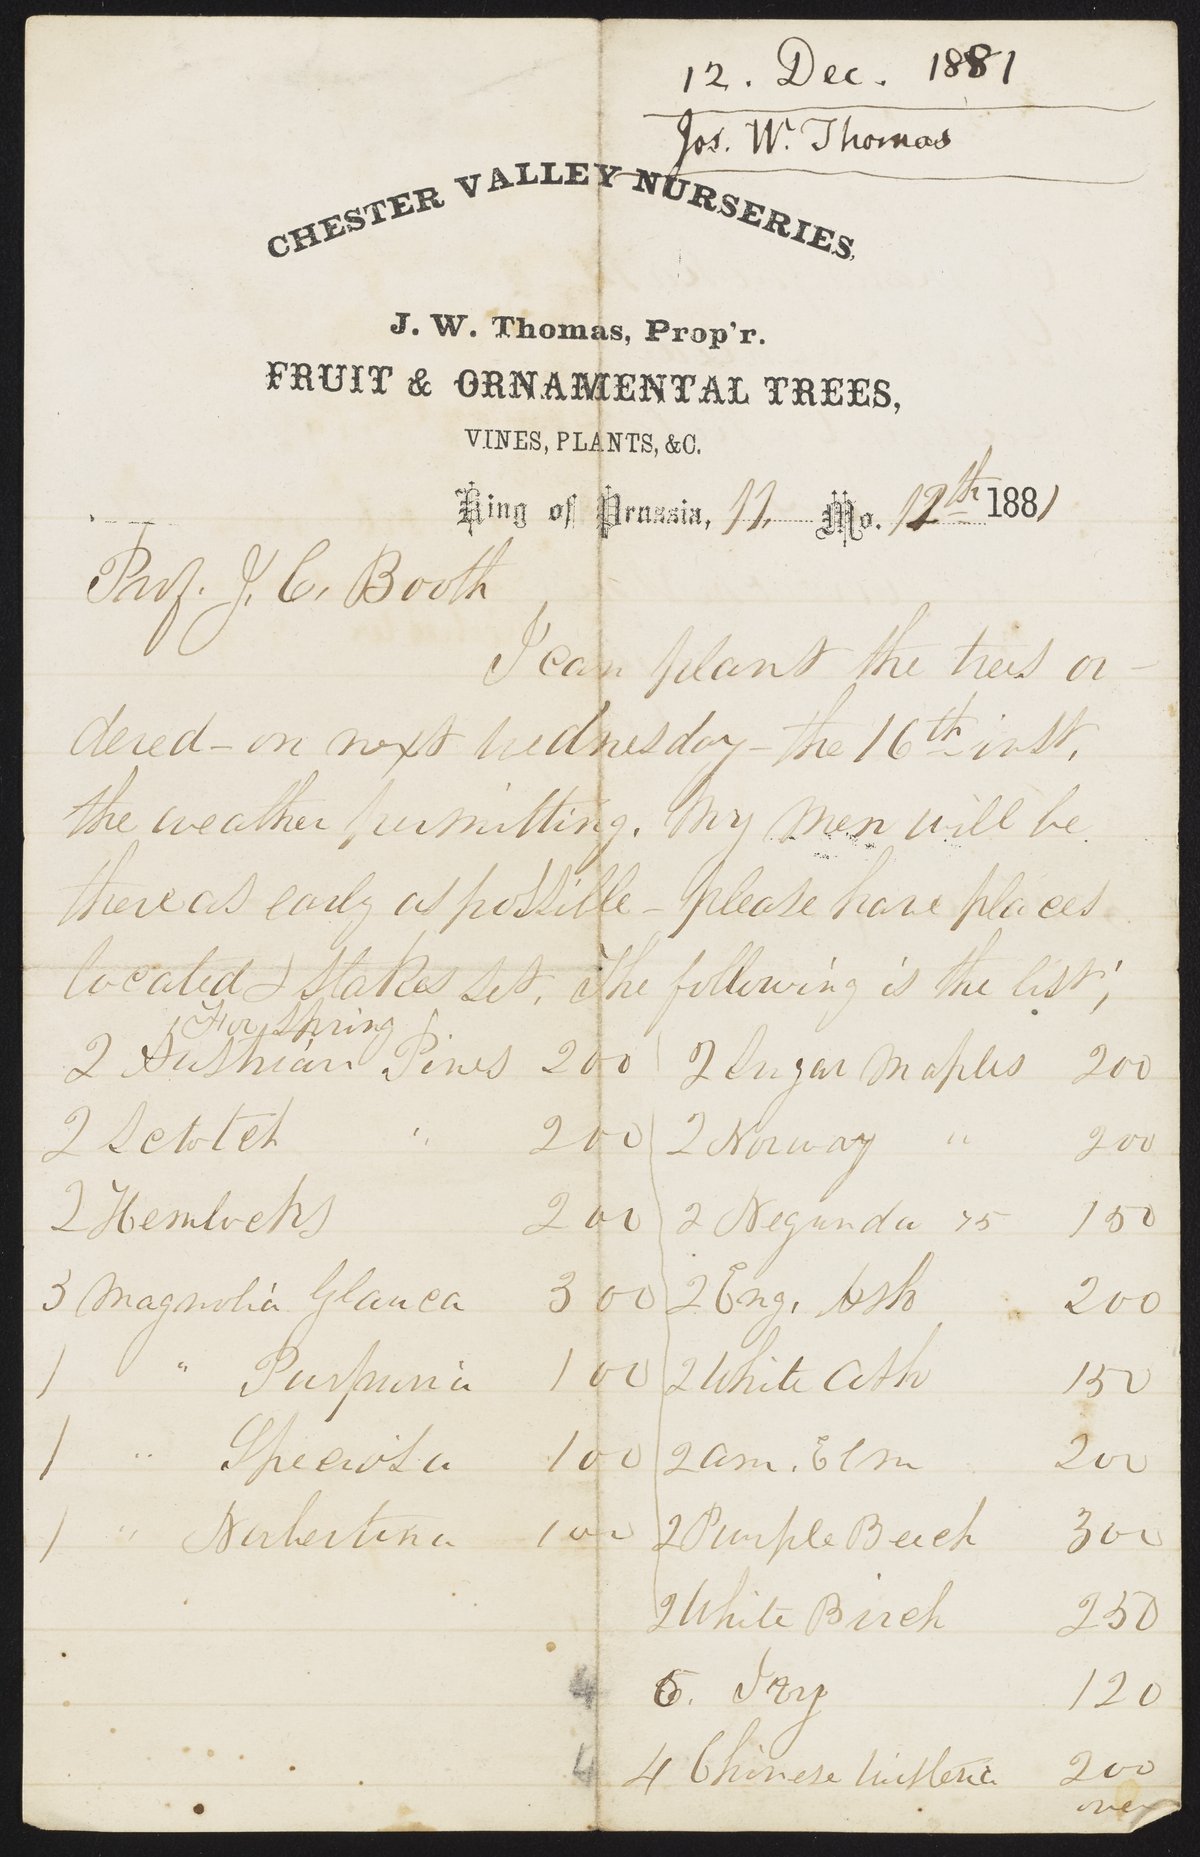 12. Dec. 1881
Jos. W. Thomas
CHESTER VALLEY NURSERIES,
J. W. Thomas, Prop'r.
FRUIT & ORNAMENTAL TREES,
VINES, PLANTS, &C.
King of Prussia, 11. Mo. 12th 1881
Prof. J. C. Booth
I can plant the trees or-
dered - on next Wednesday - the 16th inst,
the weather permitting. My men will be
there as early as possible - please have places
located & stakes set. The following is the list;
For Spring
2 Austrian Pines 200
2 Scotch " 200
2 Hemlocks 200
3 Magnolia Glauca 300
1 " Purpuria 100
1 " Speciosa 100
1 " Norbertina 100
2 Sugar Maples 200
2 Norway " 200
2 Negundo 75 150
2 Eng. Ash 200
2 White Ash 150
2 Am. Elm 200
2 Purple Beech 300
2 White Birch 250
4 6. Ivy 120
4 4 Chinese Wisteria 200
over